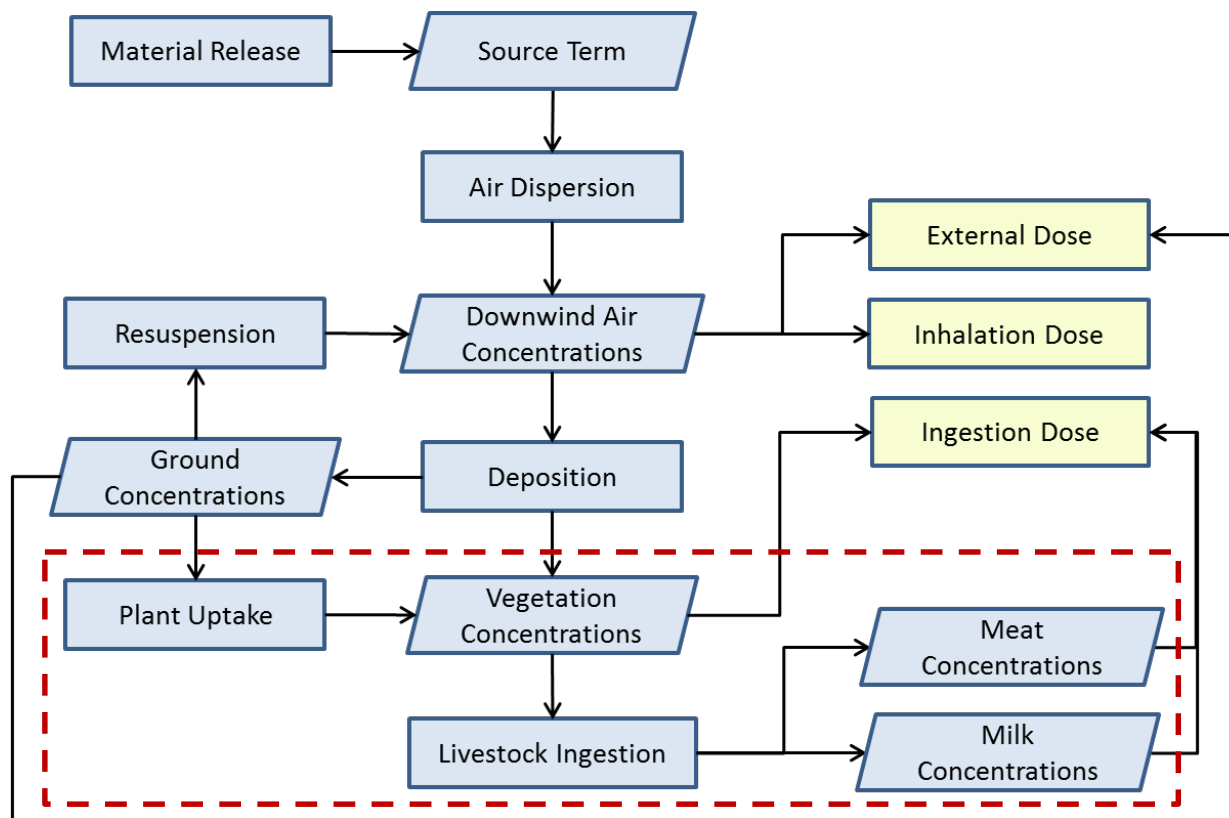 Material Release
Source Term
Air Dispersion
External Dose
Resuspension
Downwind Air
Concentrations
Inhalation Dose
Ingestion Dose
Ground
Concentrations
Deposition
Plant Uptake
Vegetation
Concentrations
Meat
Concentrations
Livestock Ingestion
Milk
Concentrations